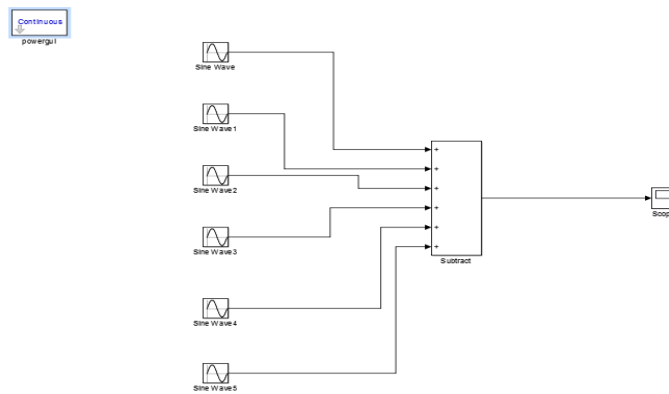 Continuous
powergui
Sine Wave
Sine Wave1
+
+
Sine Wave2
+
+
Scop
Sine Wave3
+
+
Subtract
Sine Wave4
Sine Wave5